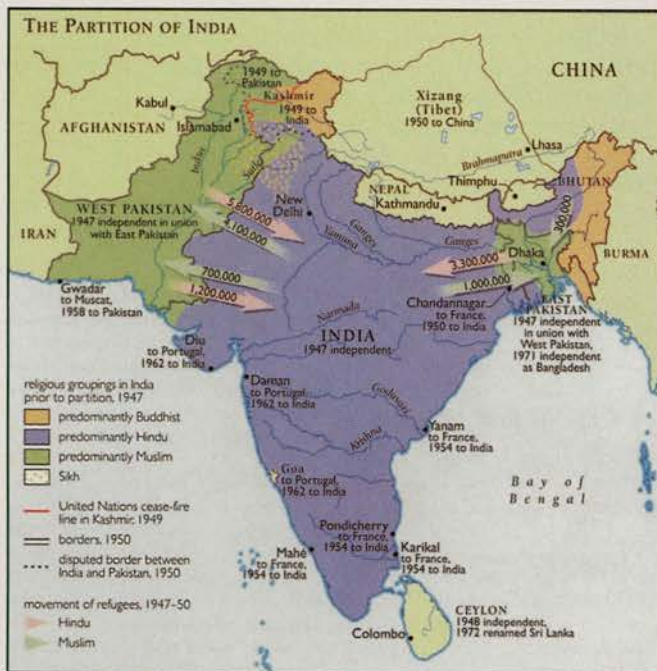 THE PARTITION OF INDIA
1949 to
Pakistan
Kashmir
1949 to
India
CHINA
Kabul
Islamabad
AFGHANISTAN
Xizang
(Tibet)
1950 to China
Indus
Sutlej
Brahmaputra
Lhasa
NEPAL
Kathmandu
Thimphu
BHUTAN
WEST PAKISTAN
1947 independent in union
with East Pakistan
New
Delhi
5,800,000
4,100,000
300,000
IRAN
Ganges
Yamuna
Ganges
Dhaka
BURMA
3,300,000
1,000,000
700,000
1,200,000
Gwadar
to Muscat,
1958 to Pakistan
Chandannagar
to France,
1950 to India
EAST
PAKISTAN
1947 independent
in union with
West Pakistan,
1971 independent
as Bangladesh
Narmada
INDIA
1947 independent
Diu
to Portugal,
1962 to India
Daman
to Portugal,
1962 to India
Godavari
Krishna
Yanam
to France,
1954 to India
Goa
to Portugal,
1962 to India
Bay of
Bengal
Pondicherry
to France,
1954 to India
Mahé
to France,
1954 to India
Karikal
to France,
1954 to India
CEYLON
1948 independent,
1972 renamed Sri Lanka
Colombo
religious groupings in India
prior to partition, 1947
predominantly Buddhist
predominantly Hindu
predominantly Muslim
Sikh
United Nations cease-fire
line in Kashmir, 1949
borders, 1950
disputed border between
India and Pakistan, 1950
movement of refugees, 1947–50
Hindu
Muslim